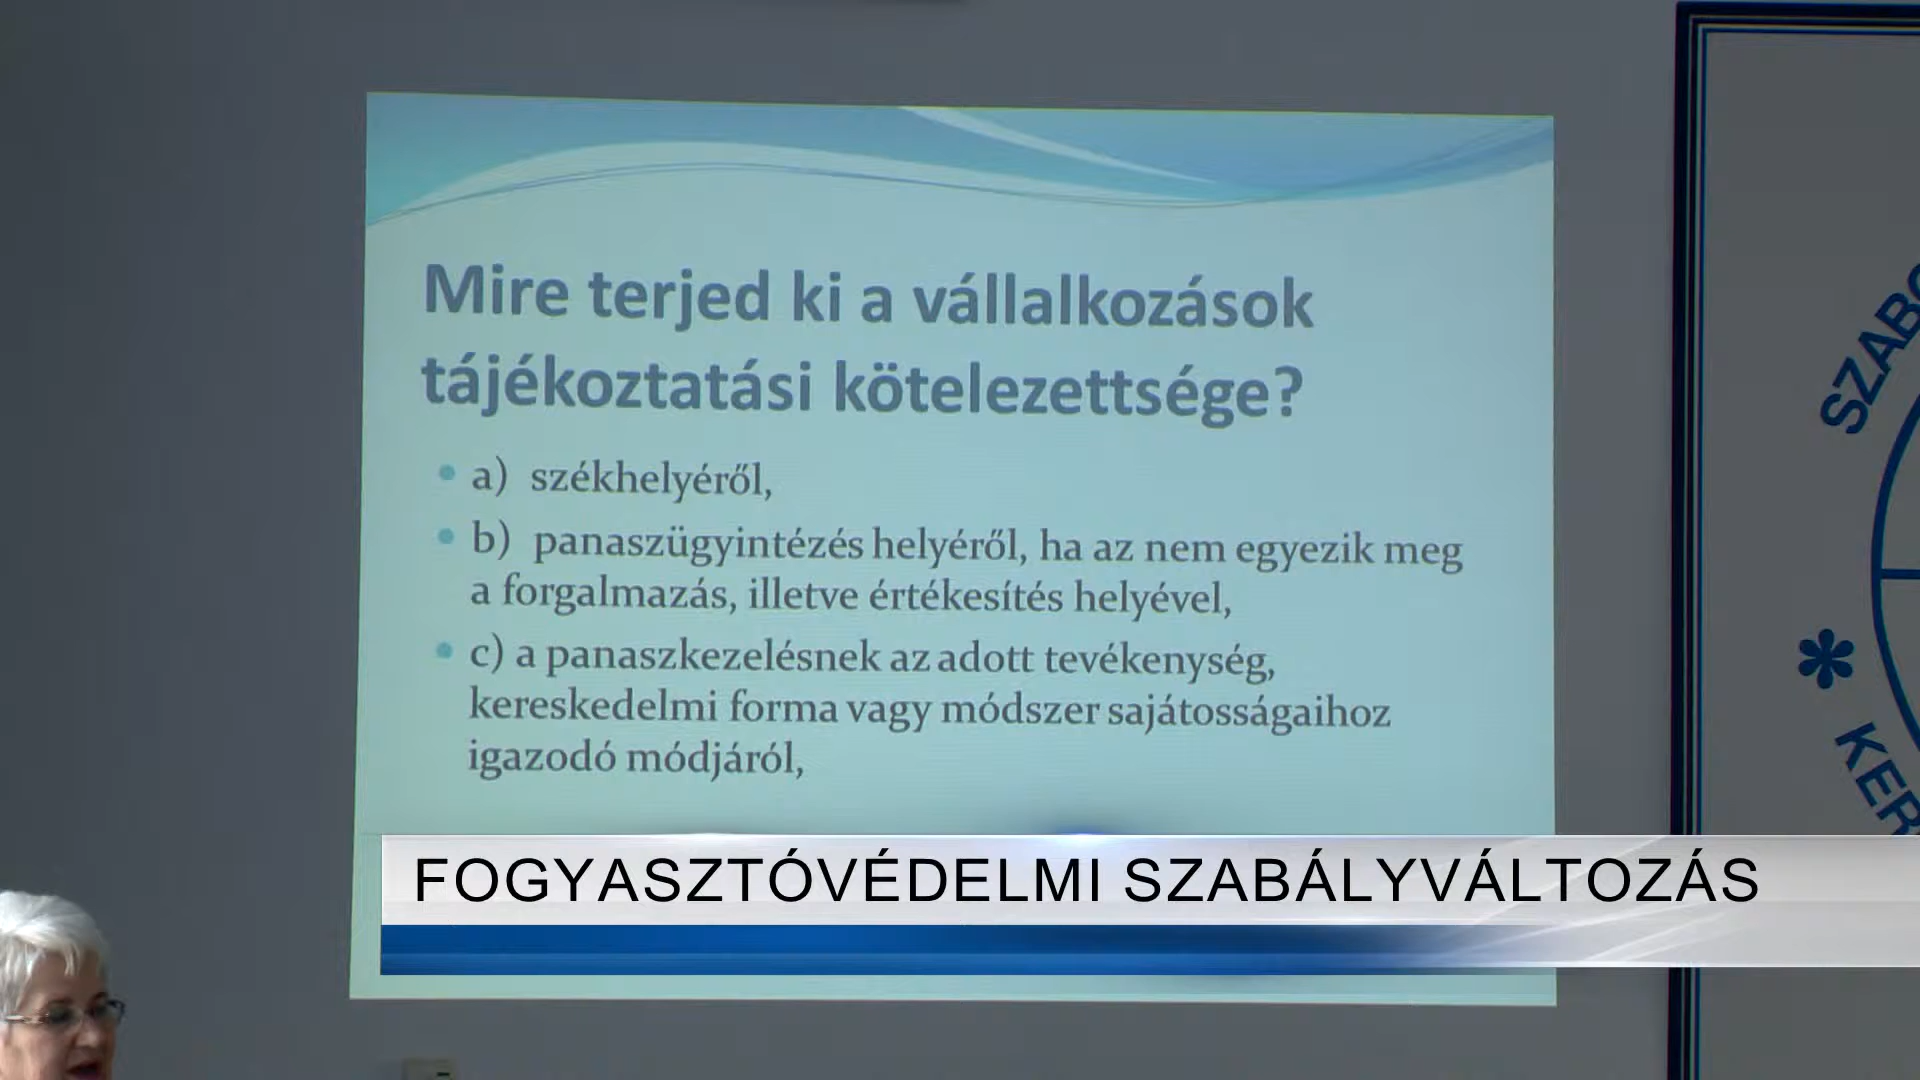 Mire terjed ki a vállalkozások
tájékoztatási kötelezettsége?
a) székhelyéről,
b) panaszügyintézés helyéről, ha az nem egyezik meg
a forgalmazás, illetve értékesítés helyével,
c) a panaszkezelésnek az adott tevékenység,
kereskedelmi forma vagy módszer sajátosságaihoz
igazodó módjáról,
FOGYASZTÓVÉDELMI SZABÁLYVÁLTOZÁS